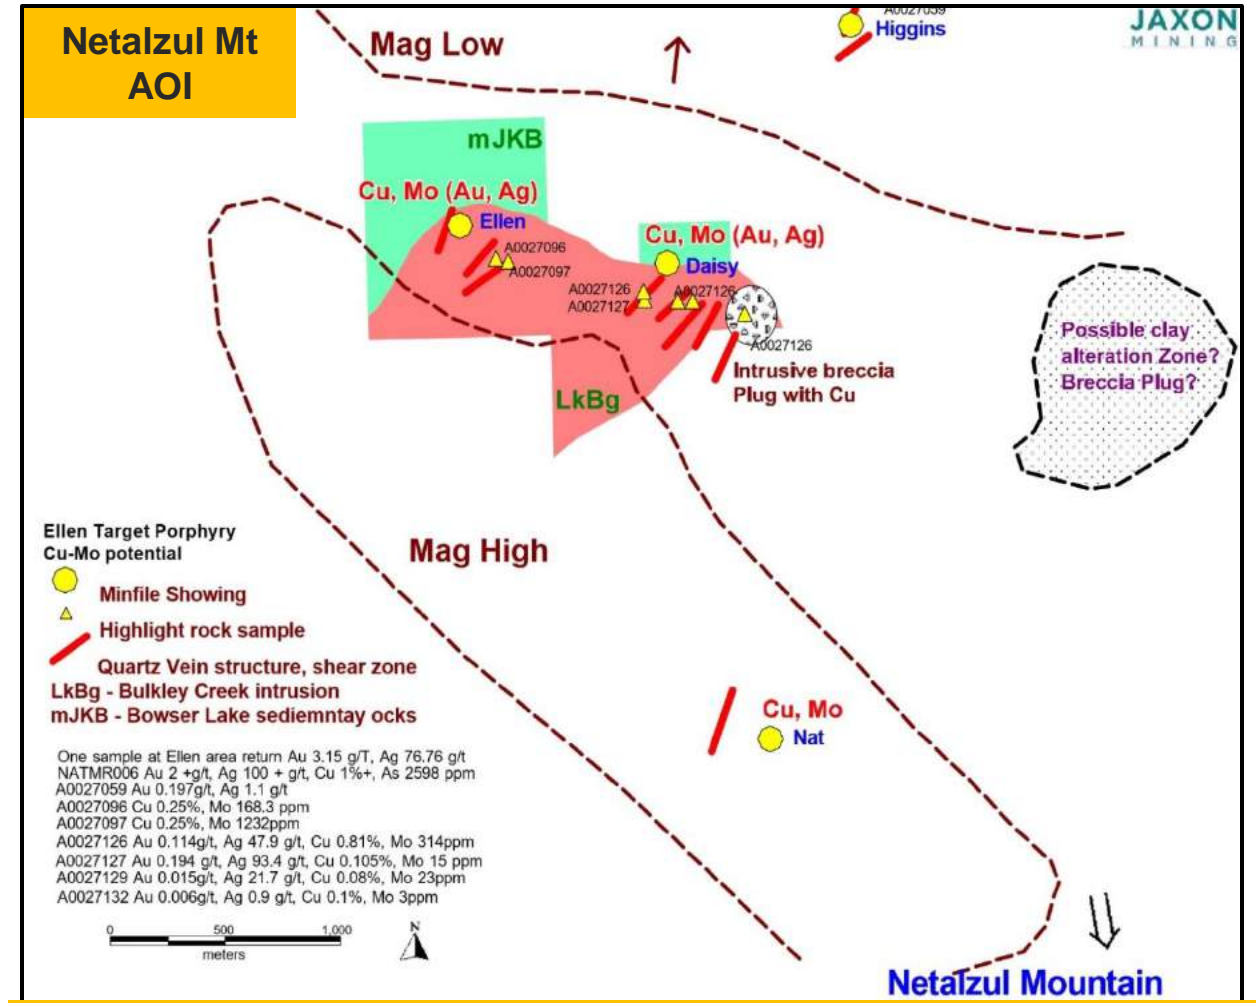 Netalzul Mt
AOI
Mag Low
A0027059
Higgins
JAXON
MINING
mJKB
Cu, Mo (Au, Ag)
Ellen
A0027096
A0027097
Cu, Mo (Au, Ag)
Daisy
A0027126
A0027127
A0027126
A0027126
Intrusive breccia
Plug with Cu
LkBg
Possible clay
alteration Zone?
Breccia Plug?
Mag High
Ellen Target Porphyry
Cu-Mo potential
Minfile Showing
Highlight rock sample
Quartz Vein structure, shear zone
LkBg - Bulkley Creek intrusion
mJKB - Bowser Lake sediemntay ocks
Cu, Mo
Nat
One sample at Ellen area return Au 3.15 g/T, Ag 76.76 g/t
NATMR006 Au 2 +g/t, Ag 100 + g/t, Cu 1%+, As 2598 ppm
A0027059 Au 0.197g/t, Ag 1.1 g/t
A0027096 Cu 0.25%, Mo 168.3 ppm
A0027097 Cu 0.25%, Mo 1232ppm
A0027126 Au 0.114g/t, Ag 47.9 g/t, Cu 0.81%, Mo 314ppm
A0027127 Au 0.194 g/t, Ag 93.4 g/t, Cu 0.105%, Mo 15 ppm
A0027129 Au 0.015g/t, Ag 21.7 g/t, Cu 0.08%, Mo 23ppm
A0027132 Au 0.006g/t, Ag 0.9 g/t, Cu 0.1%, Mo 3ppm
0 500 1,000
meters
N
Netalzul Mountain